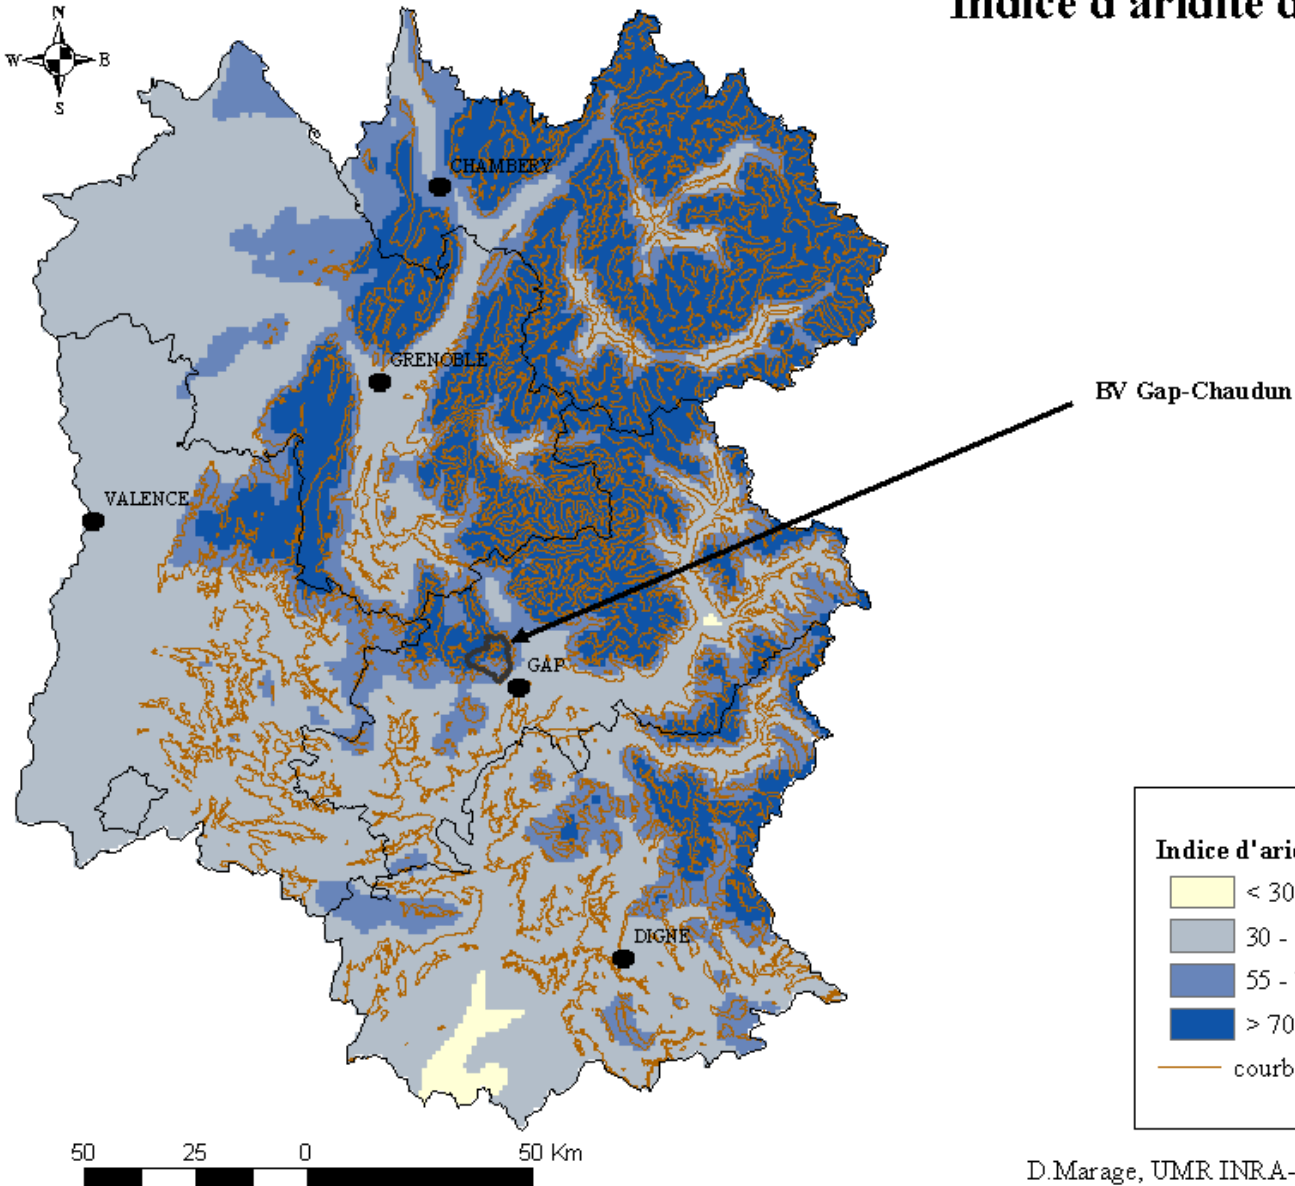 Indice d'aridité d
N
W E
S
CHAMBERY
GRENOBLE
BV Gap-Chaudun
VALENCE
GAP
DIGNE
Indice d'aric
< 30
30 -
55 -
> 70
courb
50 25 0 50 Km
D.Marage, UMR INRA-